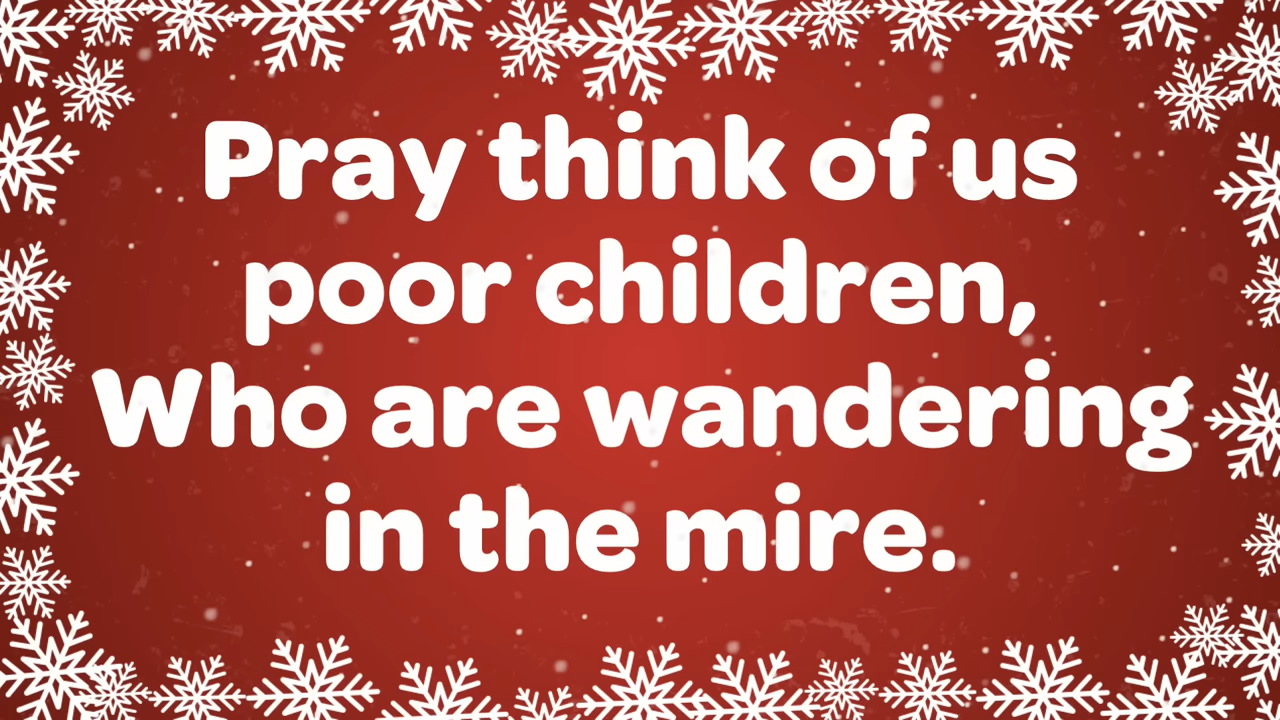 Pray think of us
poor children,
Who are wandering
in the mire.